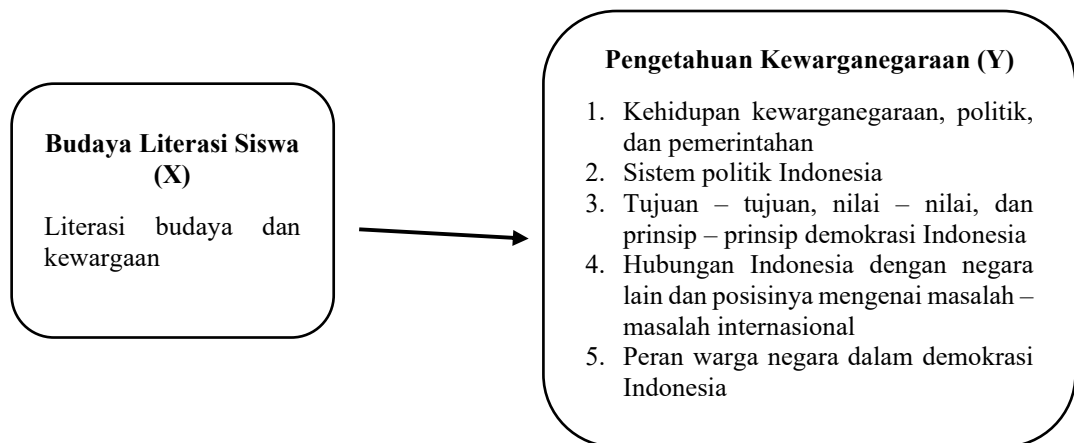 Budaya Literasi Siswa
(X)
Literasi budaya dan
kewargaan
Pengetahuan Kewarganegaraan (Y)
1. Kehidupan kewarganegaraan, politik,
dan pemerintahan
2. Sistem politik Indonesia
3. Tujuan – tujuan, nilai – nilai, dan
prinsip – prinsip demokrasi Indonesia
4. Hubungan Indonesia dengan negara
lain dan posisinya mengenai masalah –
masalah internasional
5. Peran warga negara dalam demokrasi
Indonesia